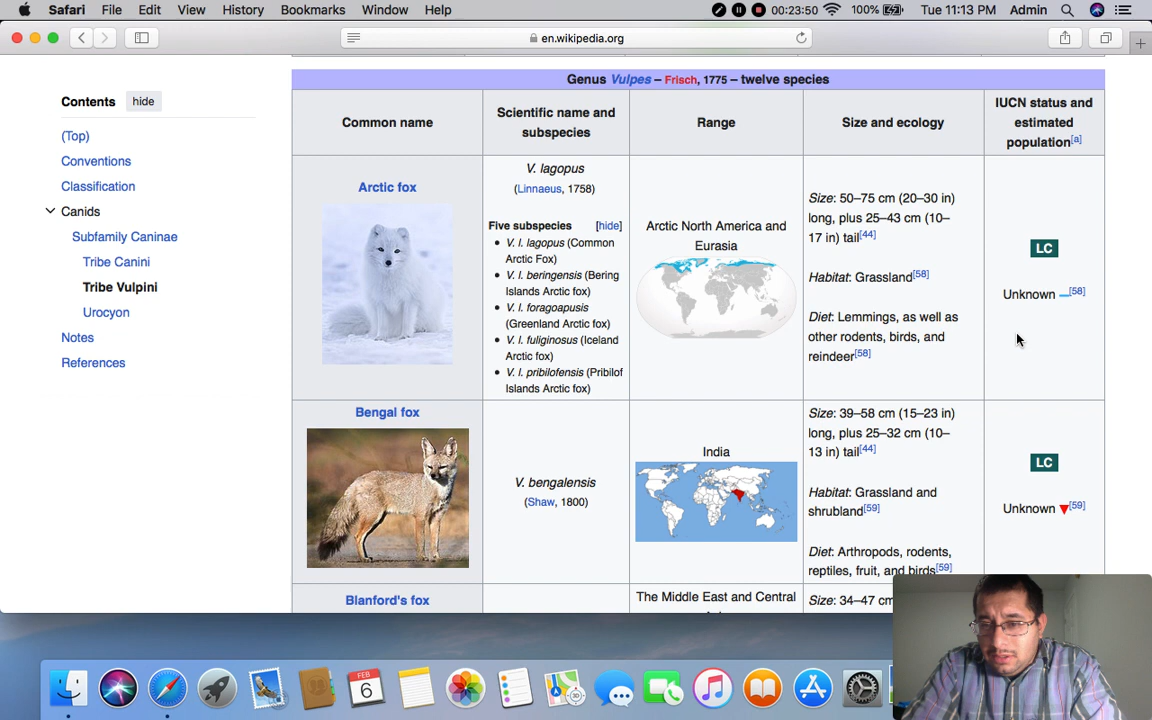 Safari File Edit View History Bookmarks Window Help 00:23:50 100% Tue 11:13 PM Admin
en.wikipedia.org
Contents hide
(Top)
Conventions
Classification
Canids
Subfamily Caninae
Tribe Canini
Tribe Vulpini
Urocyon
Notes
References
Genus Vulpes – Frisch, 1775 – twelve species
Common name
Scientific name and
subspecies
Range
Size and ecology
IUCN status and
estimated
population[a]
Arctic fox
V. lagopus
(Linnaeus, 1758)
Five subspecies [hide]
• V. l. lagopus (Common
Arctic Fox)
• V. l. beringensis (Bering
Islands Arctic fox)
• V. l. foragoapusis
(Greenland Arctic fox)
• V. l. fuliginosus (Iceland
Arctic fox)
• V. l. pribilofensis (Pribilof
Islands Arctic fox)
Arctic North America and
Eurasia
Size: 50–75 cm (20–30 in)
long, plus 25–43 cm (10–
17 in) tail[44]
Habitat: Grassland[58]
Diet: Lemmings, as well as
other rodents, birds, and
reindeer[58]
LC
Unknown [58]
Bengal fox
V. bengalensis
(Shaw, 1800)
India
Size: 39–58 cm (15–23 in)
long, plus 25–32 cm (10–
13 in) tail[44]
Habitat: Grassland and
shrubland[59]
Diet: Arthropods, rodents,
reptiles, fruit, and birds[59]
LC
Unknown [59]
Blanford's fox
The Middle East and Central
Size: 34–47 cm
FEB
6